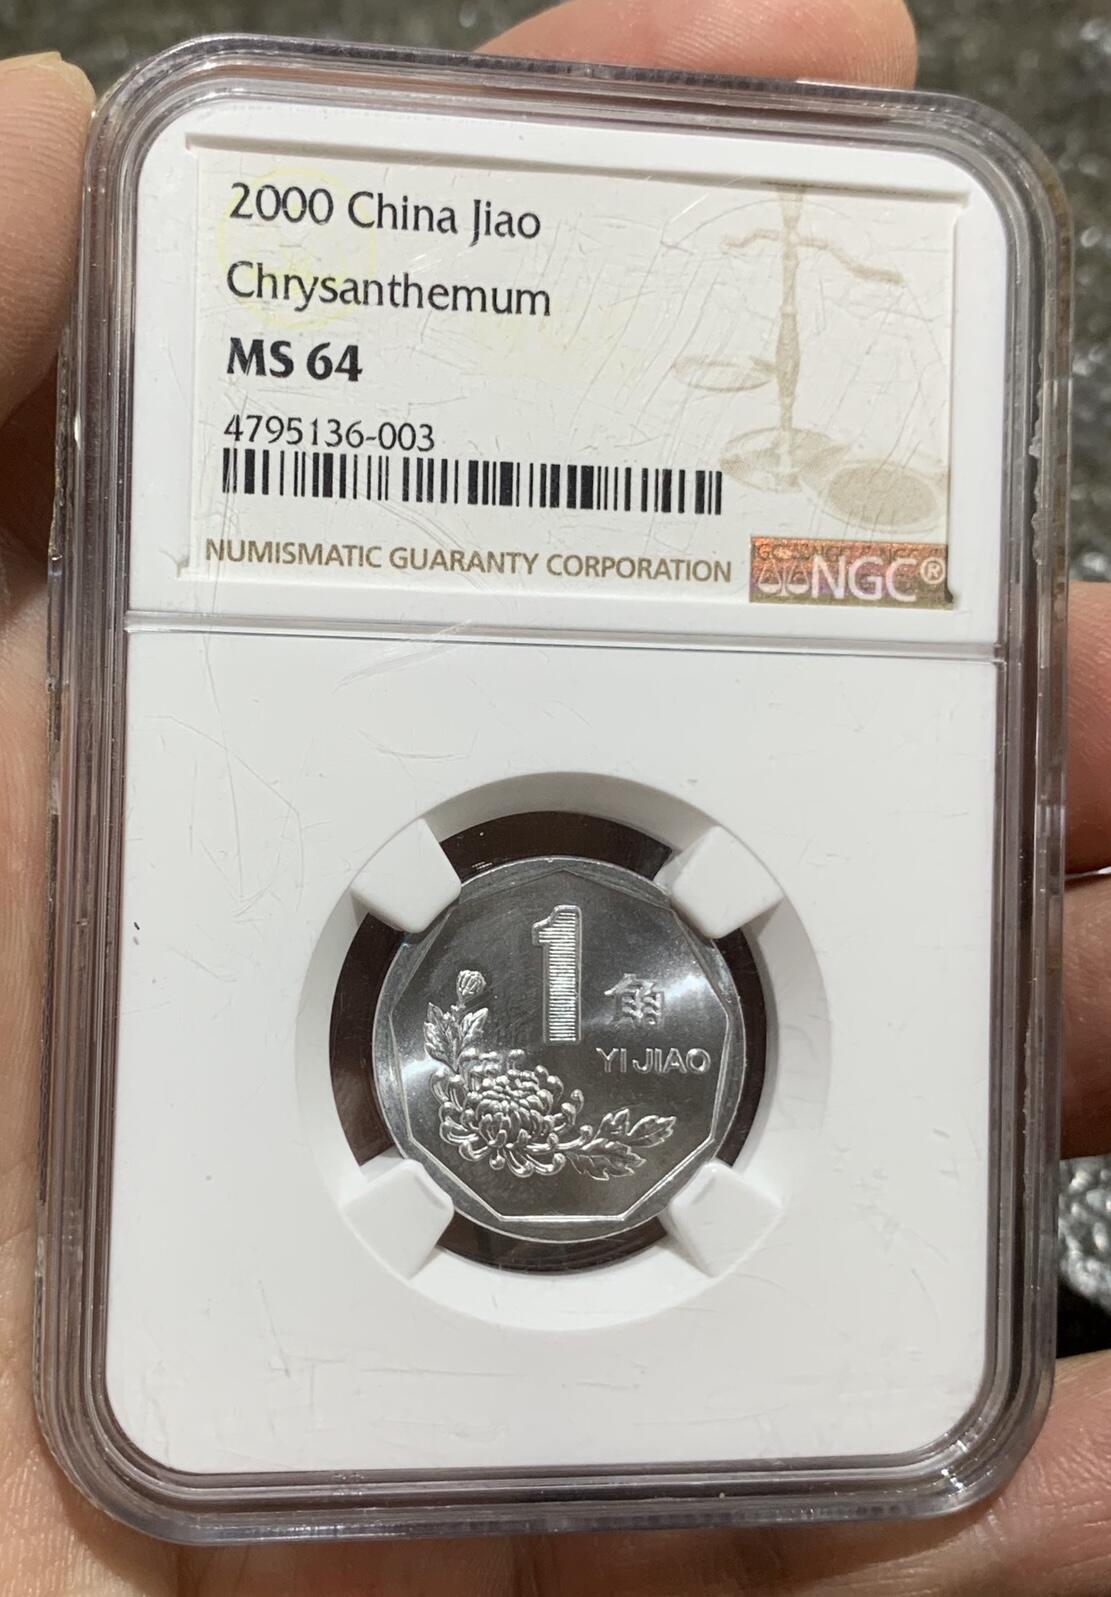 2000 China Jiao
Chrysanthemum
MS 64
4795136-003
NUMISMATIC GUARANTY CORPORATION
NGC®
1
角
YI JIAO